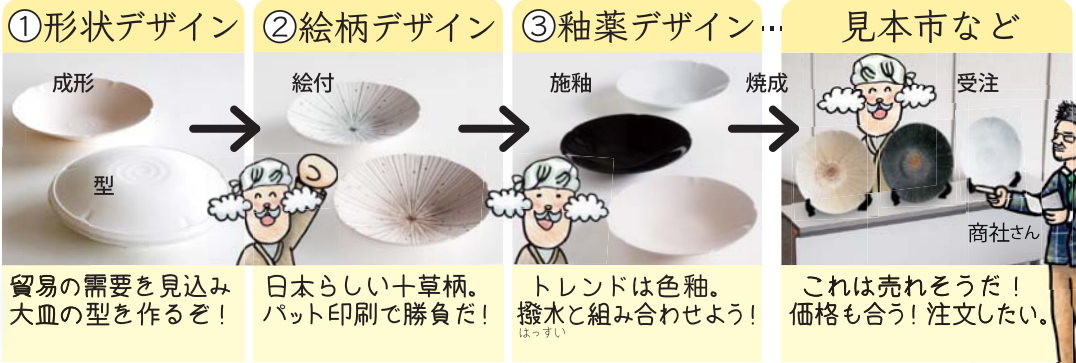 ①形状デザイン
成形
型
貿易の需要を見込み
大皿の型を作るぞ！
②絵柄デザイン
絵付
日本らしい十草柄。
パット印刷で勝負だ！
③釉薬デザイン…
施釉
トレンドは色釉。
撥水と組み合わせよう！
はっすい
焼成
見本市など
受注
商社さん
これは売れそうだ！
価格も合う！注文したい。